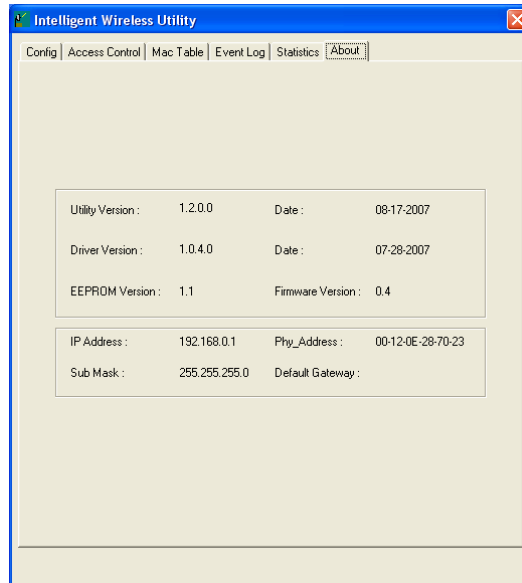 Intelligent Wireless Utility
Config Access Control Mac Table Event Log Statistics About
Utility Version : 1.2.0.0 Date : 08-17-2007
Driver Version : 1.0.4.0 Date : 07-28-2007
EEPROM Version : 1.1 Firmware Version : 0.4
IP Address : 192.168.0.1 Phy_Address : 00-12-0E-28-70-23
Sub Mask : 255.255.255.0 Default Gateway :